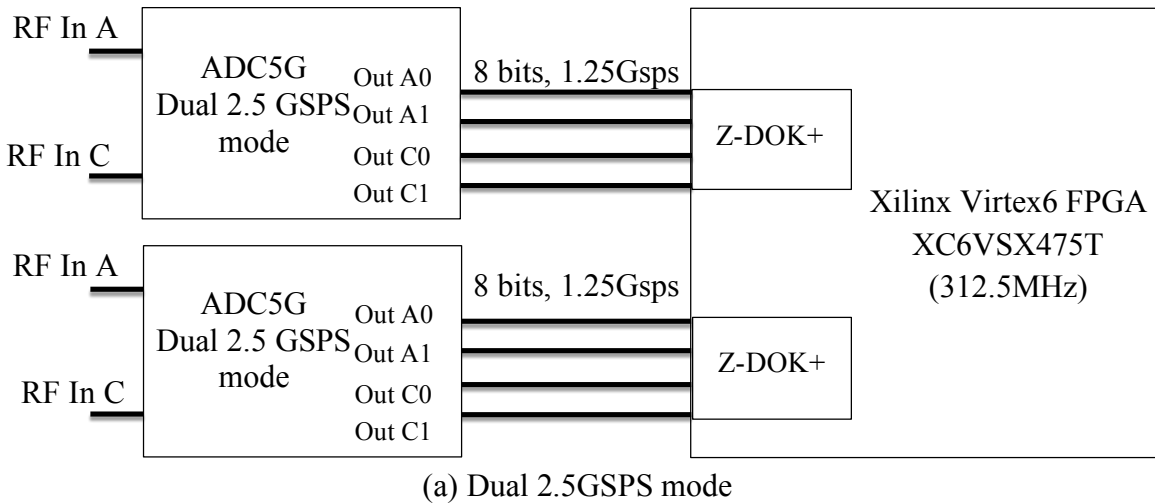 RF In A
ADC5G
Dual 2.5 GSPS
mode
RF In C
Out A0
Out A1
Out C0
Out C1
8 bits, 1.25Gsps
Z-DOK+
Xilinx Virtex6 FPGA
XC6VSX475T
(312.5MHz)
RF In A
ADC5G
Dual 2.5 GSPS
mode
RF In C
Out A0
Out A1
Out C0
Out C1
8 bits, 1.25Gsps
Z-DOK+
(a) Dual 2.5GSPS mode